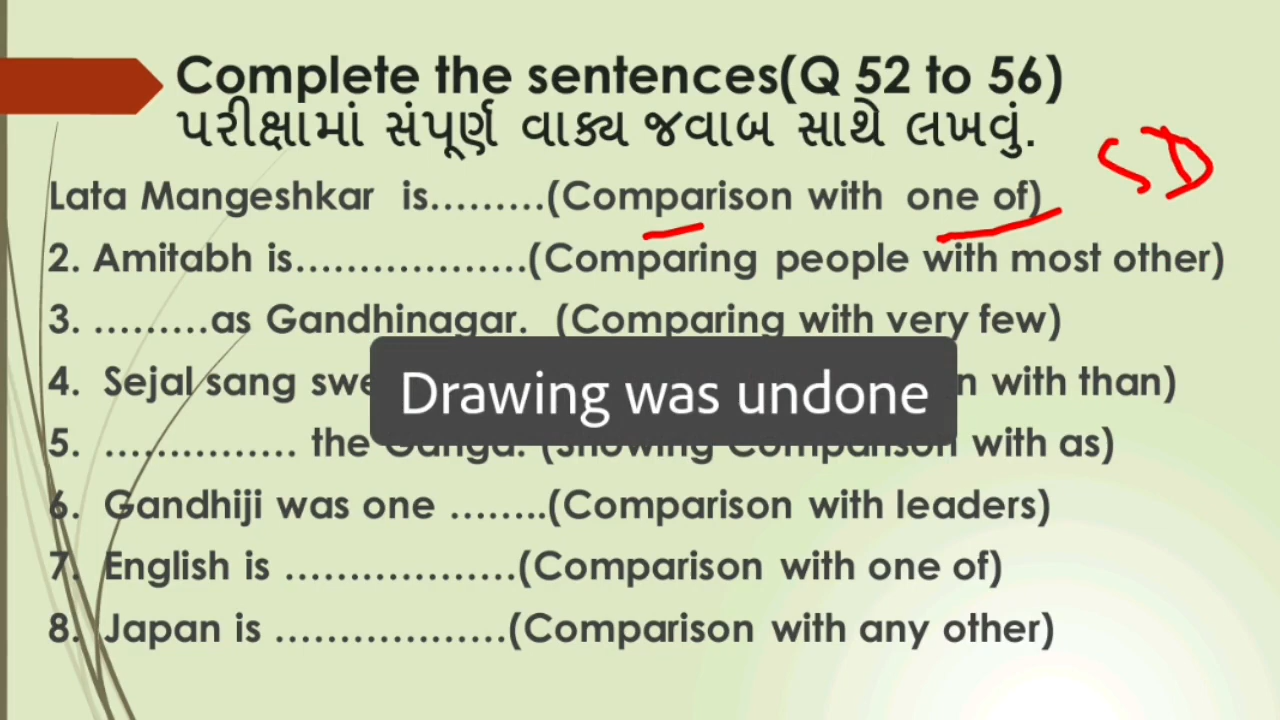 Complete the sentences(Q 52 to 56)
પરીક્ષામાં સંપૂર્ણ વાક્ય જવાબ સાથે લખવું.
SD
Lata Mangeshkar is.........(Comparison with one of)
2. Amitabh is..................(Comparing people with most other)
3. .........as Gandhinagar. (Comparing with very few)
4. Sejal sang with than)
Drawing was undone
5. ............... the Ganga. (Showing Comparison with as)
6. Gandhiji was one ........(Comparison with leaders)
7. English is ..................(Comparison with one of)
8. Japan is ..................(Comparison with any other)